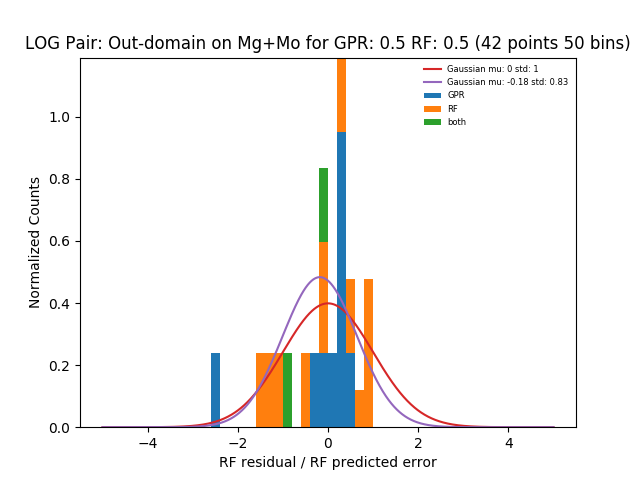 LOG Pair: Out-domain on Mg+Mo for GPR: 0.5 RF: 0.5 (42 points 50 bins)
Gaussian mu: 0 std: 1
Gaussian mu: -0.18 std: 0.83
GPR
RF
both
Normalized Counts
1.0
0.8
0.6
0.4
0.2
0.0
−4
−2
0
2
4
RF residual / RF predicted error